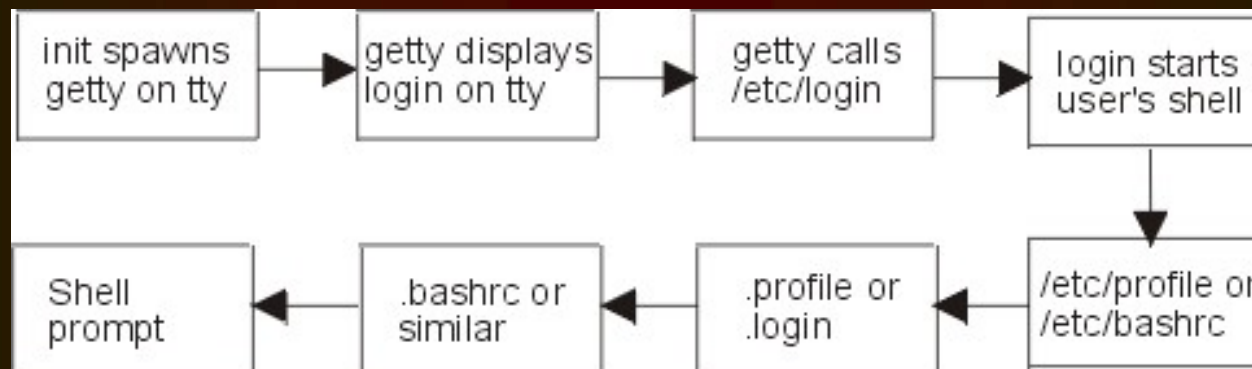 init spawns
getty on tty
getty displays
login on tty
getty calls
/etc/login
login starts
user's shell
/etc/profile or
/etc/bashrc
.profile or
.login
.bashrc or
similar
Shell
prompt